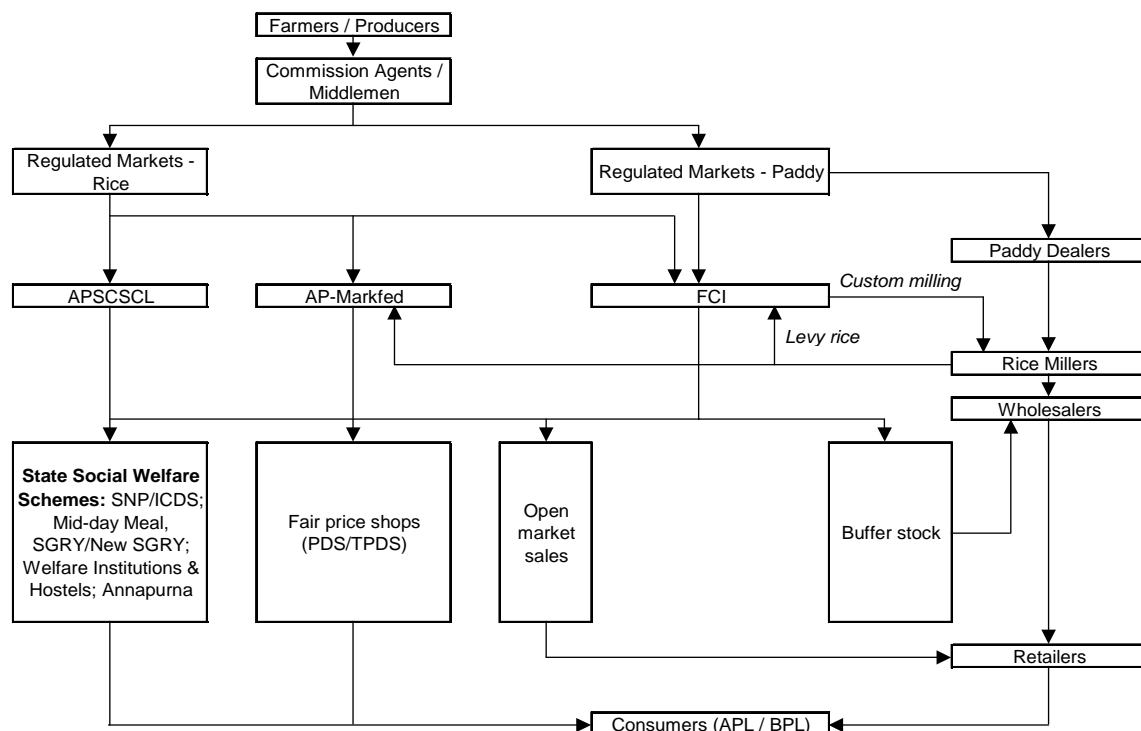 Farmers / Producers
Commission Agents /
Middlemen
Regulated Markets -
Rice
Regulated Markets - Paddy
Paddy Dealers
APSCSCL
AP-Markfed
FCI
Custom milling
Levy rice
Rice Millers
Wholesalers
State Social Welfare
Schemes: SNP/ICDS;
Mid-day Meal,
SGRY/New SGRY;
Welfare Institutions &
Hostels; Annapurna
Fair price shops
(PDS/TPDS)
Open
market
sales
Buffer stock
Retailers
Consumers (APL / BPL)